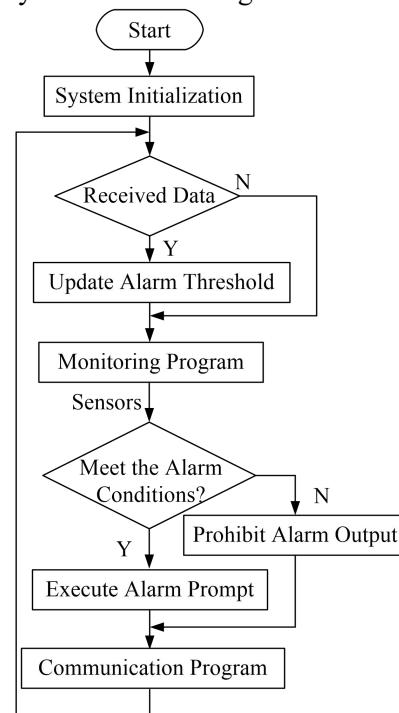 Start
System Initialization
Received Data
N
Y
Update Alarm Threshold
Monitoring Program
Sensors
Meet the Alarm
Conditions?
N
Prohibit Alarm Output
Y
Execute Alarm Prompt
Communication Program